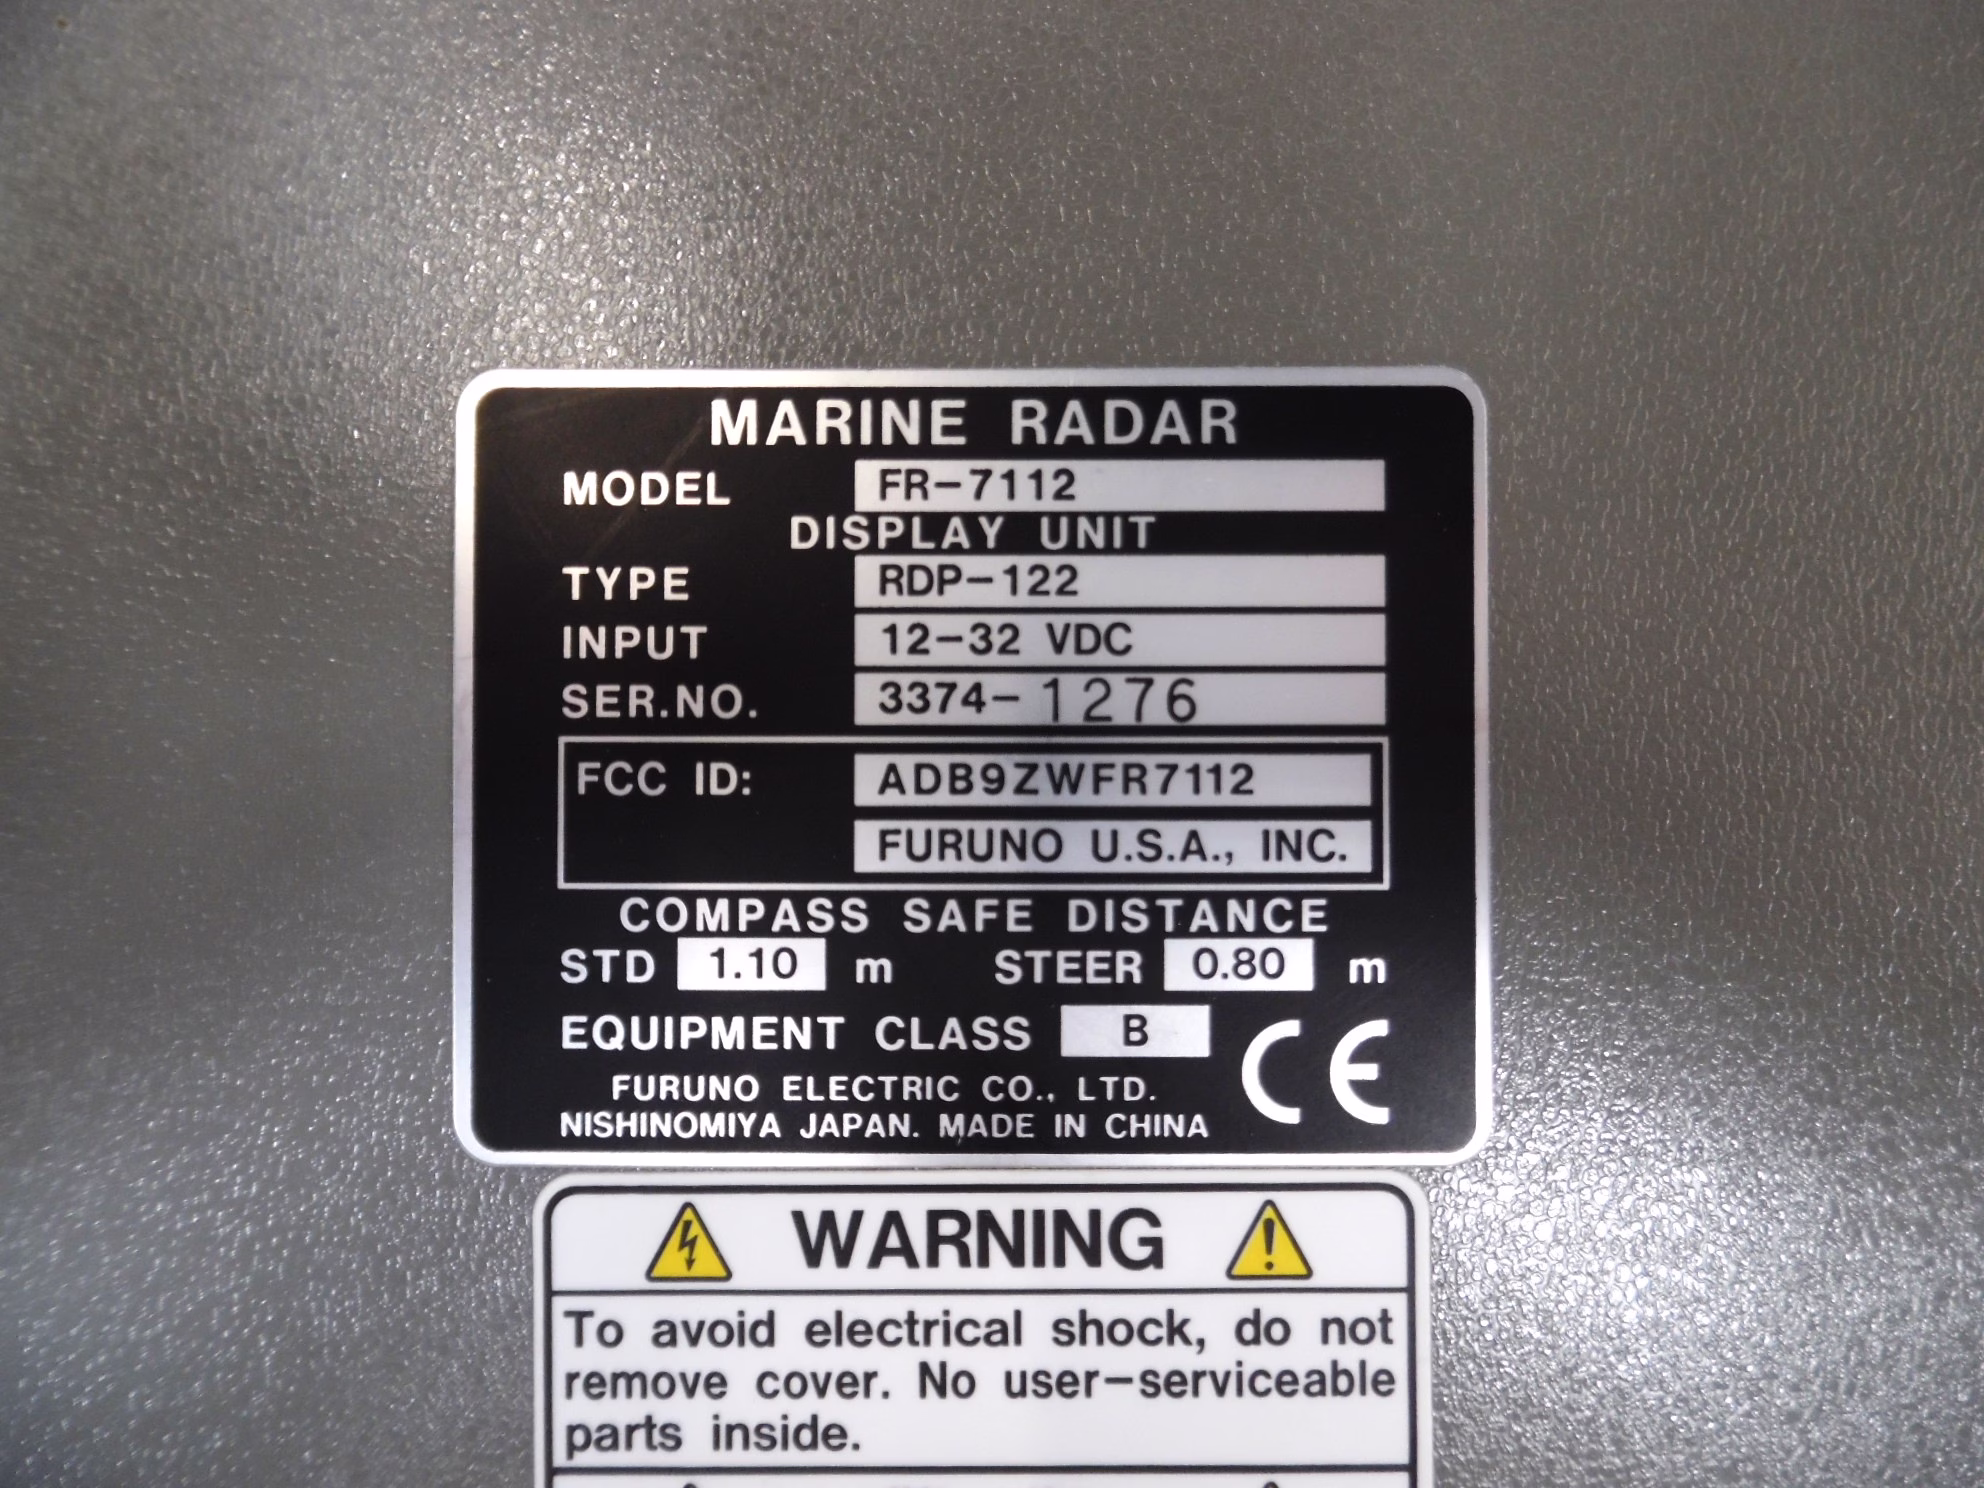 MARINE RADAR
MODEL FR-7112
DISPLAY UNIT
TYPE RDP-122
INPUT 12-32 VDC
SER.NO. 3374-1276
FCC ID: ADB9ZWFR7112
FURUNO U.S.A., INC.
COMPASS SAFE DISTANCE
STD 1.10 m STEER 0.80 m
EQUIPMENT CLASS B CE
FURUNO ELECTRIC CO., LTD.
NISHINOMIYA JAPAN. MADE IN CHINA
WARNING
To avoid electrical shock, do not
remove cover. No user-serviceable
parts inside.